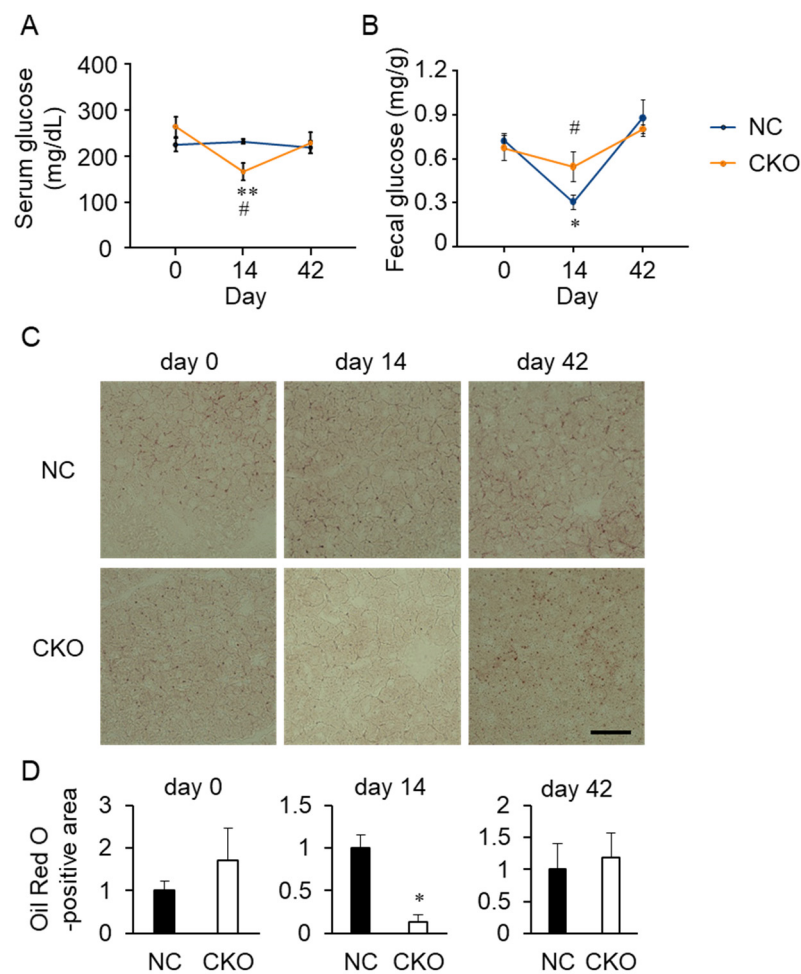 A
Serum glucose
(mg/dL)
400
300
200
100
0
**
#
0 14 42
Day
B
Fecal glucose (mg/g)
1.2
0.9
0.6
0.3
0
#
*
0 14 42
Day
NC
CKO
C
day 0 day 14 day 42
NC
CKO
D
Oil Red O
-positive area
day 0
3
2
1
0
NC CKO
day 14
1.5
1
0.5
0
*
NC CKO
day 42
2
1.5
1
0.5
0
NC CKO